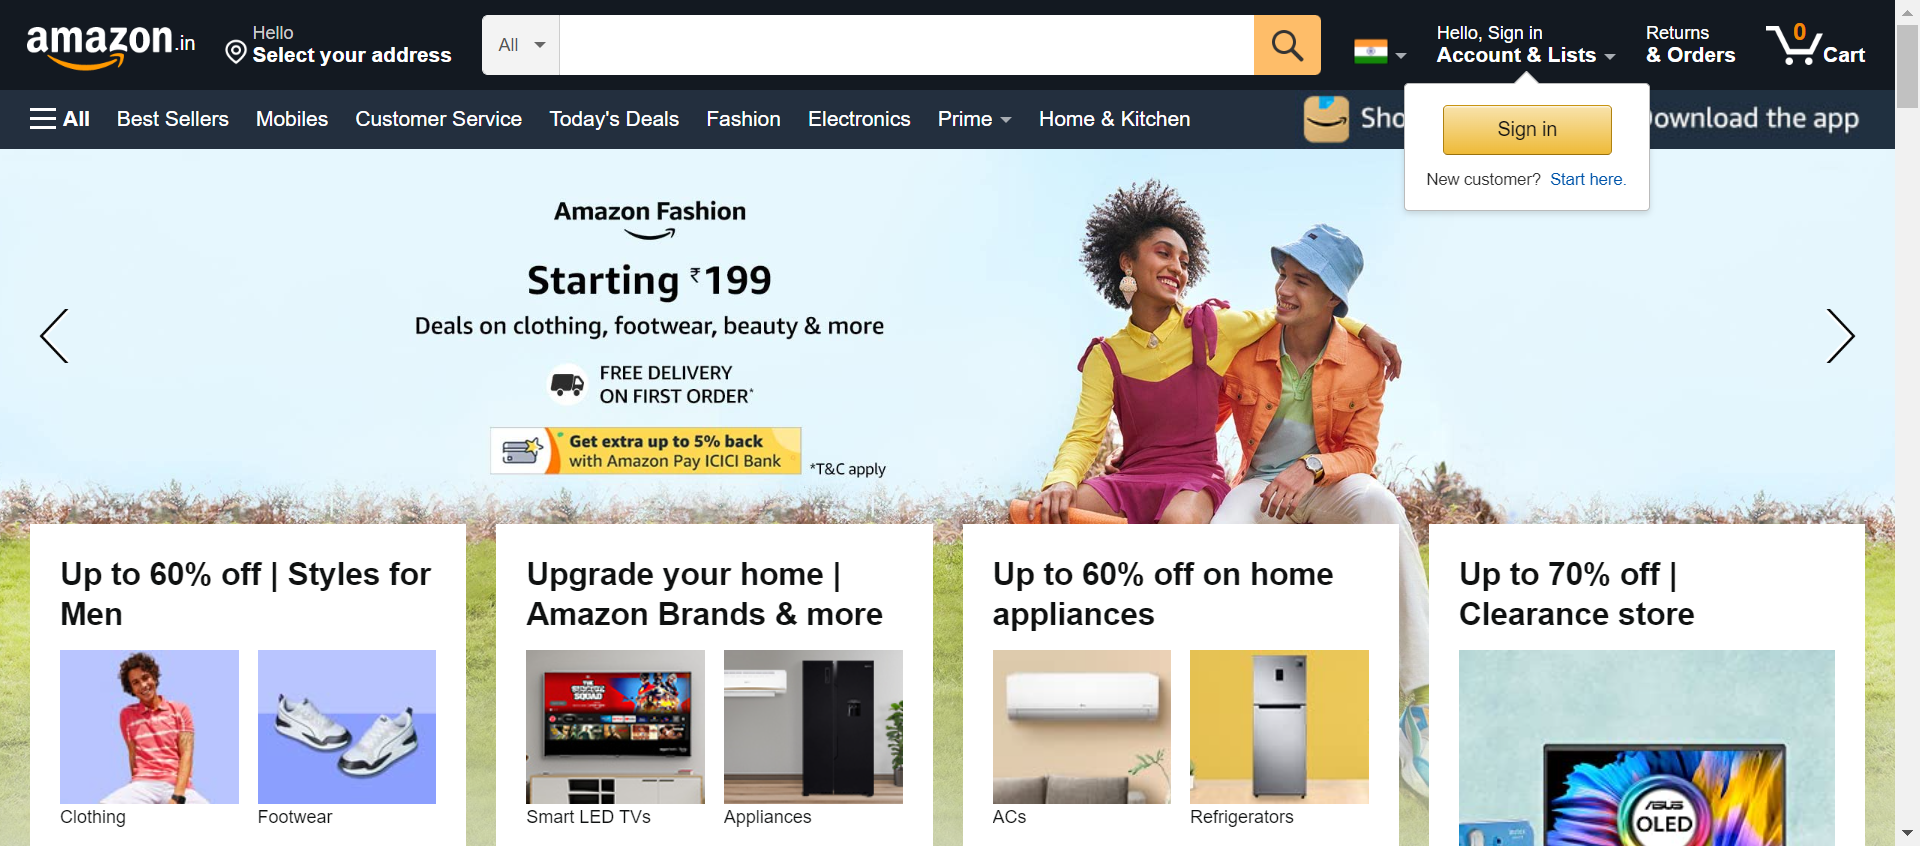 amazon.in
Hello
Select your address
All
Hello, Sign in
Account & Lists
Returns
& Orders
0
Cart
All
Best Sellers
Mobiles
Customer Service
Today's Deals
Fashion
Electronics
Prime
Home & Kitchen
Sho
ownload the app
Sign in
New customer? Start here.
Amazon Fashion
Starting ₹199
Deals on clothing, footwear, beauty & more
FREE DELIVERY
ON FIRST ORDER*
Get extra up to 5% back
with Amazon Pay ICICI Bank
*T&C apply
Up to 60% off | Styles for
Men
Clothing
Footwear
Upgrade your home |
Amazon Brands & more
THE
SUICIDE
SQUAD
Smart LED TVs
Appliances
Up to 60% off on home
appliances
ACs
Refrigerators
Up to 70% off |
Clearance store
ASUS
OLED